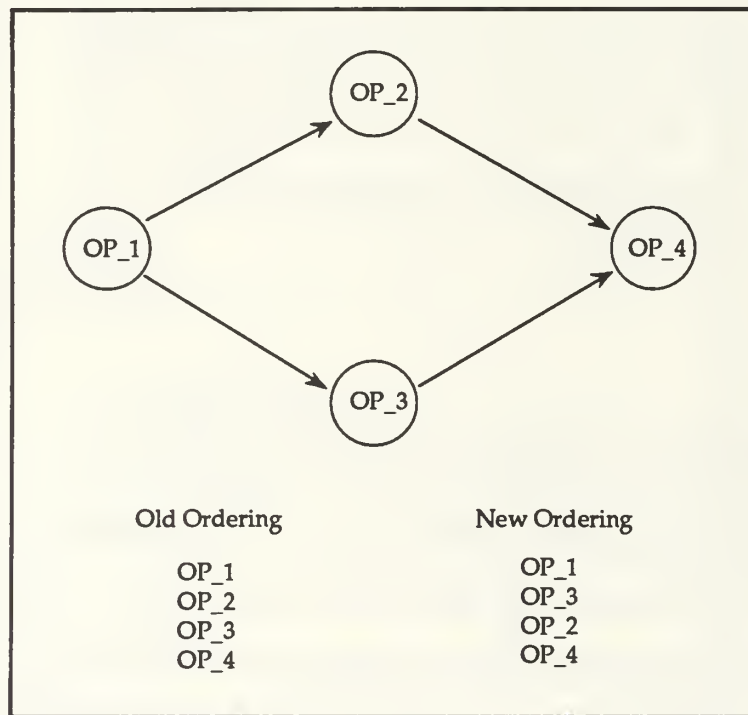 OP_2
OP_1
OP_4
OP_3
Old Ordering
OP_1
OP_2
OP_3
OP_4
New Ordering
OP_1
OP_3
OP_2
OP_4